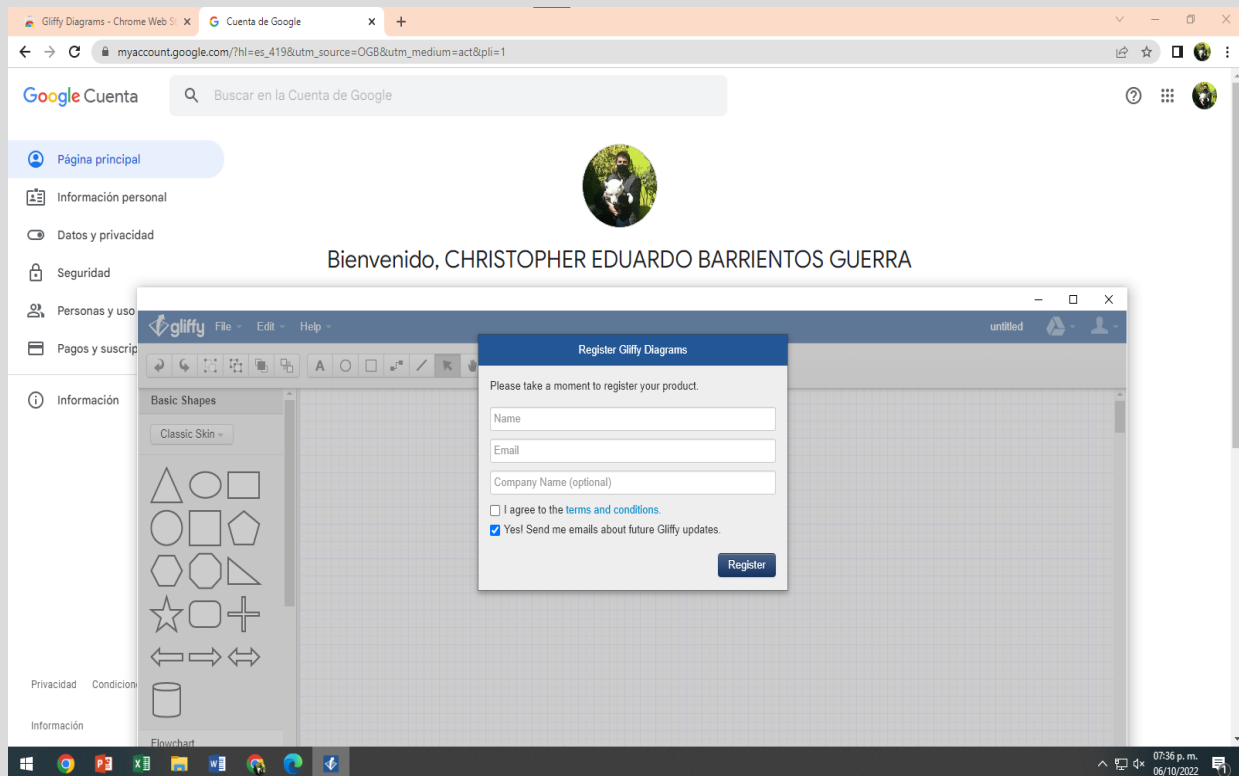 Gliffy Diagrams - Chrome Web St
Cuenta de Google
myaccount.google.com/?hl=es_419&utm_source=OGB&utm_medium=act&pli=1
Google Cuenta
Buscar en la Cuenta de Google
Página principal
Información personal
Datos y privacidad
Seguridad
Personas y uso
Pagos y suscrip
Información
Bienvenido, CHRISTOPHER EDUARDO BARRIENTOS GUERRA
gliffy File Edit Help untitled
A
Basic Shapes
Classic Skin
Flowchart
Register Gliffy Diagrams
Please take a moment to register your product.
Name
Email
Company Name (optional)
I agree to the terms and conditions.
Yes! Send me emails about future Gliffy updates.
Register
Privacidad Condicion
Información
07:36 p. m.
06/10/2022
1